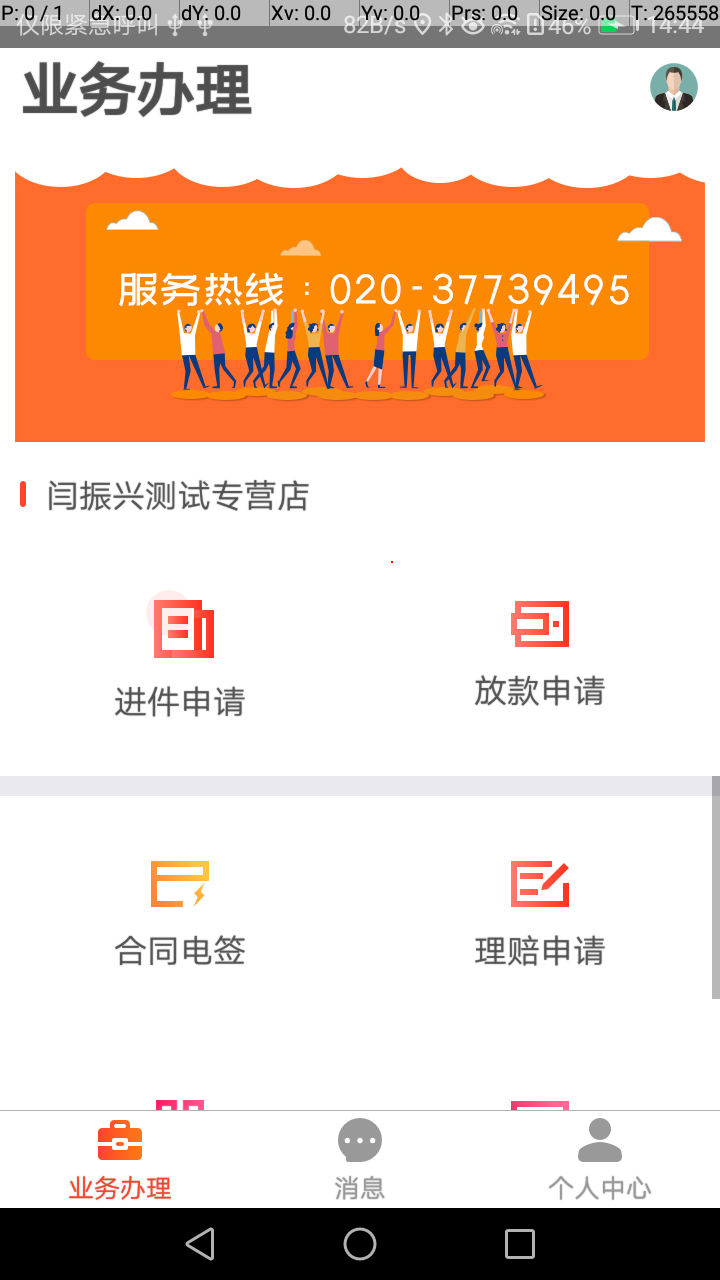 P: 0 / 1 dX: 0.0 dY: 0.0 Xv: 0.0 Yv: 0.0 Prs: 0.0 Size: 0.0 T: 265558
仅限紧急呼叫 82B/s 46% 14:44
业务办理
服务热线：020-37739495
闫振兴测试专营店
进件申请 放款申请
合同电签 理赔申请
业务办理 消息 个人中心